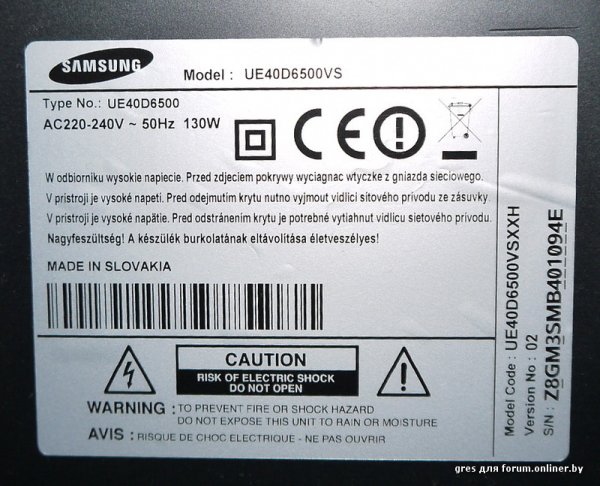 SAMSUNG
Model : UE40D6500VS
Type No.: UE40D6500
AC220-240V ~ 50Hz 130W
W odbiorniku wysokie napiecie. Przed zdjeciem pokrywy wyciagnac wtyczke z gniazda sieciowego.
V pristroji je vysoké napeti. Pred odejmutim krytu nutno vyjmout vidlici sitového privodu ze zásuvky.
V pristroji je vysoké napätie. Pred odstránením krytu je potrebné vytiahnut vidlicu sietového prívodu.
Nagyfeszültség! A készülék burkolatának eltávolítása életveszélyes!
MADE IN SLOVAKIA
CAUTION
RISK OF ELECTRIC SHOCK
DO NOT OPEN
WARNING : TO PREVENT FIRE OR SHOCK HAZARD
DO NOT EXPOSE THIS UNIT TO RAIN OR MOISTURE
AVIS : RISQUE DE CHOC ELECTRIQUE - NE PAS OUVRIR
Model Code : UE40D6500VSXXH
Version No : 02
S/N : Z8GM3SMB401094E
gres для forum.onliner.by